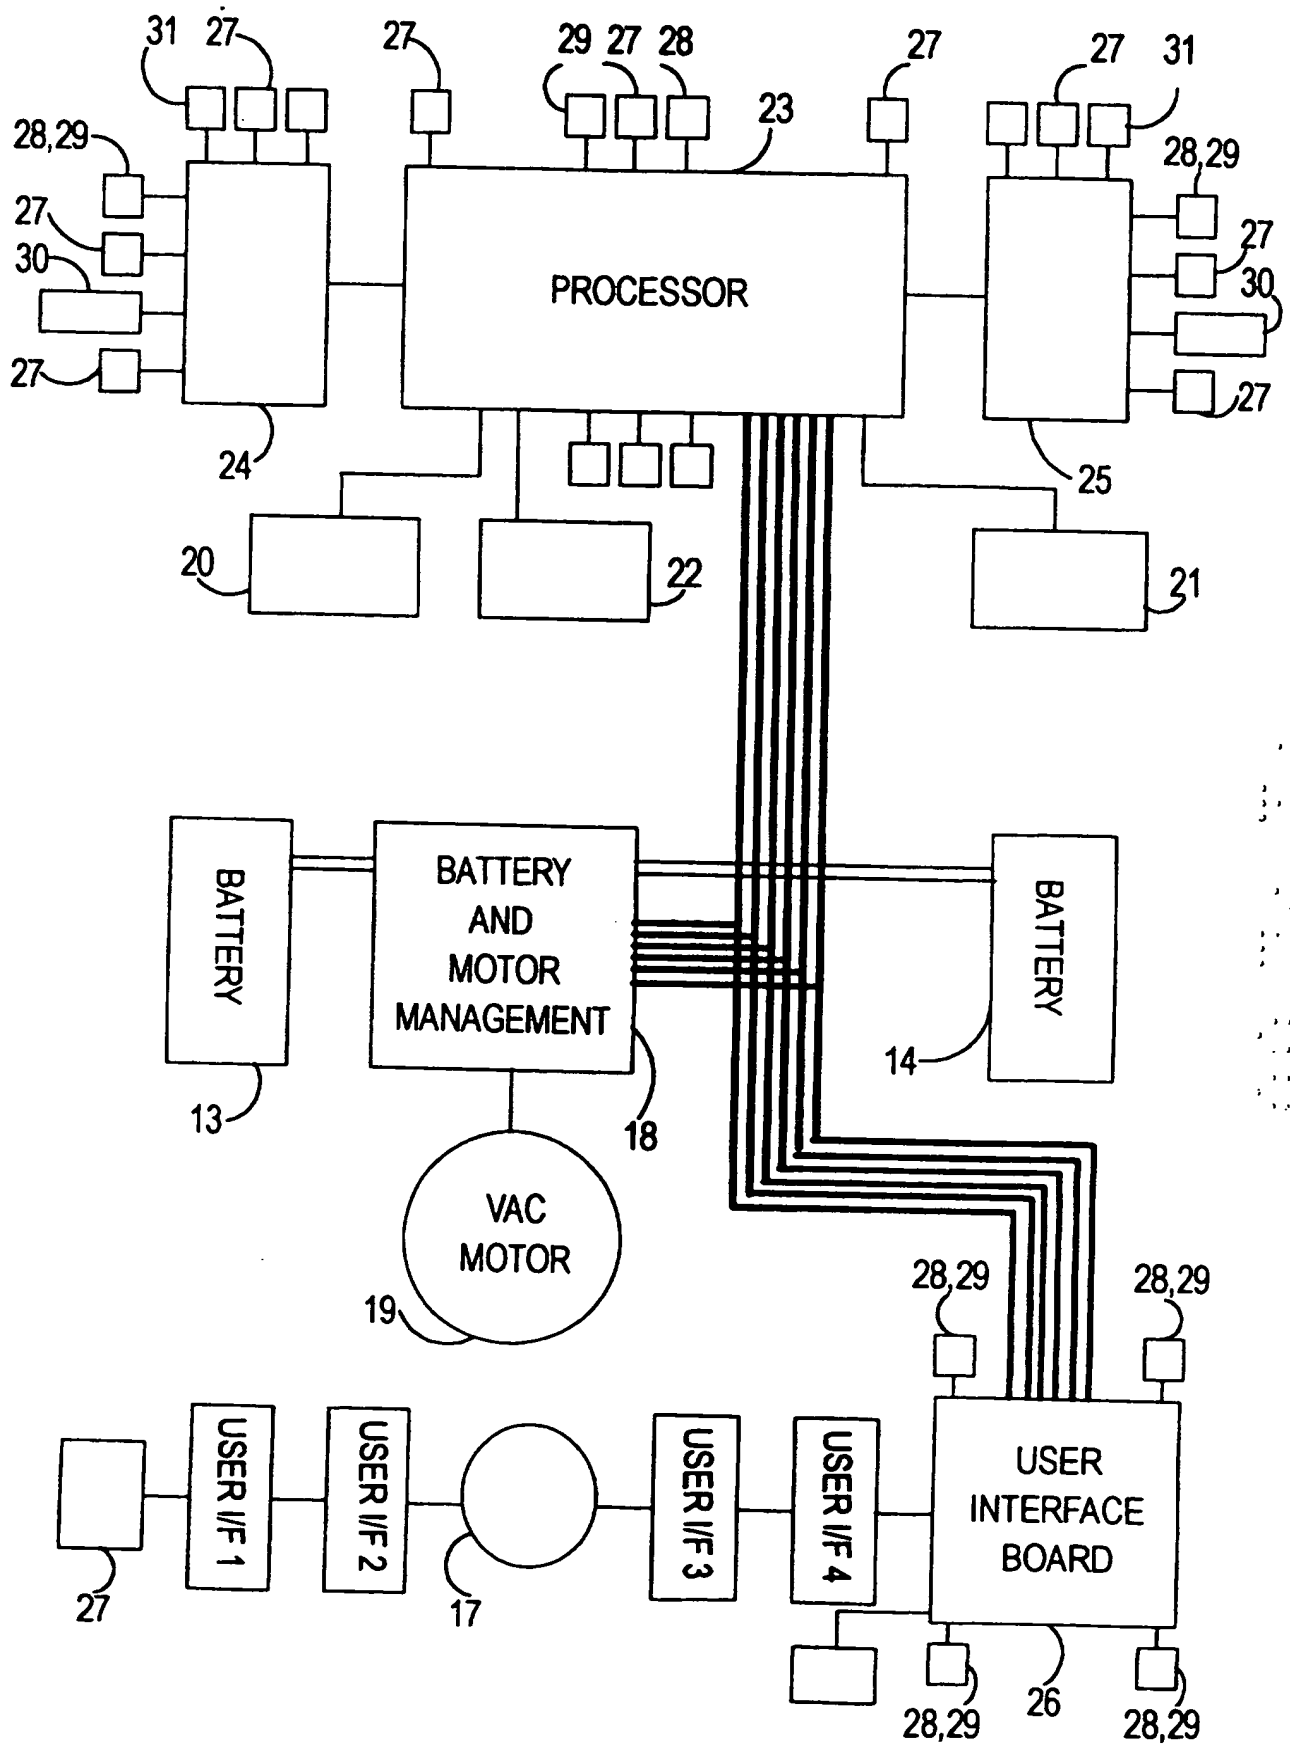 31
27
27
29
27
28
27
27
31
23
28,29
28,29
27
27
30
30
PROCESSOR
27
27
24
25
20
22
21
BATTERY
BATTERY
AND
MOTOR
MANAGEMENT
BATTERY
14
13
18
VAC
MOTOR
19
28,29
28,29
USER I/F 1
USER I/F 2
USER I/F 3
USER I/F 4
USER
INTERFACE
BOARD
27
17
26
28,29
28,29